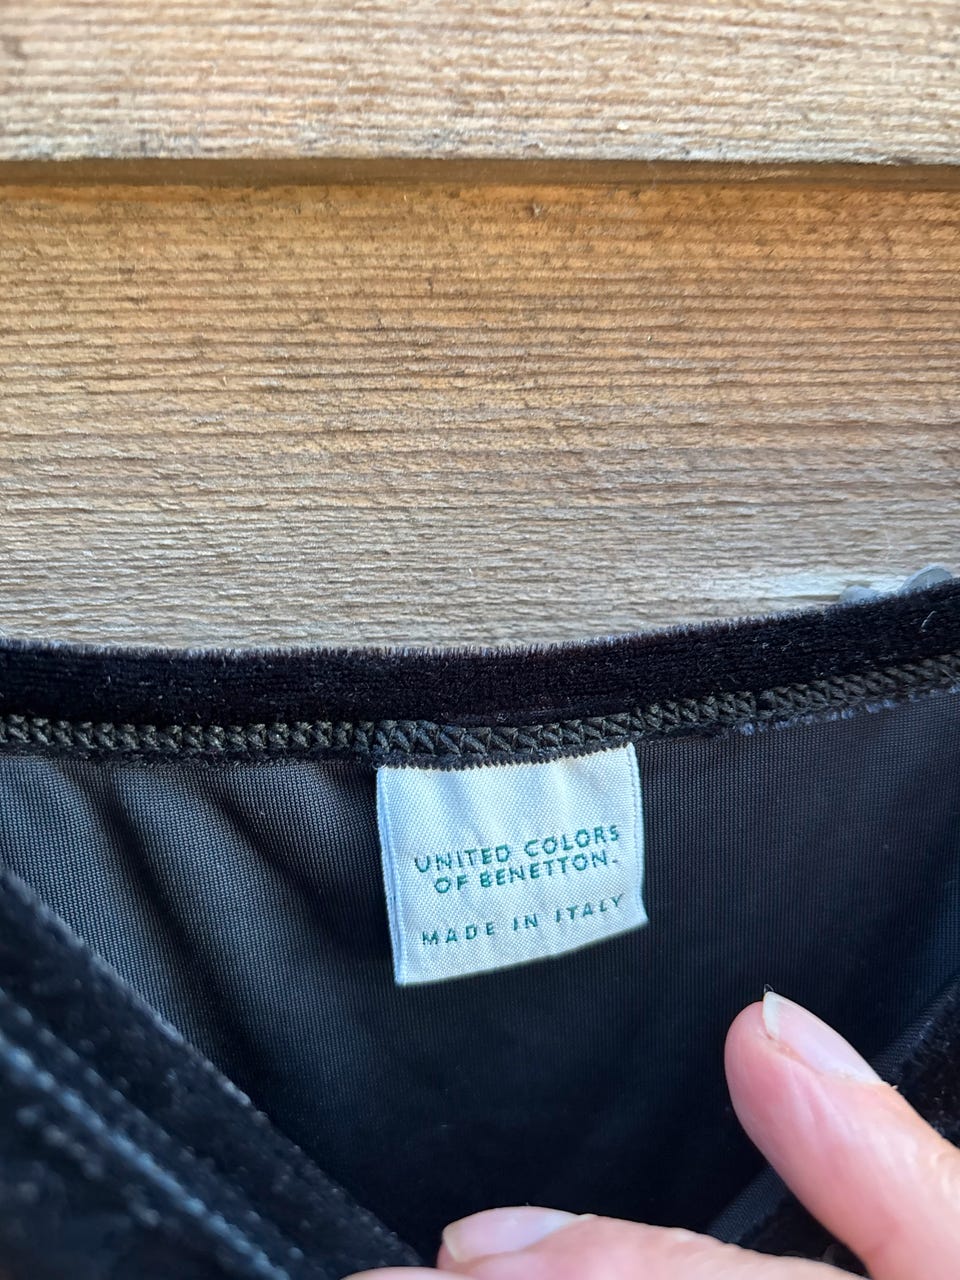 UNITED COLORS
OF BENETTON.
MADE IN ITALY